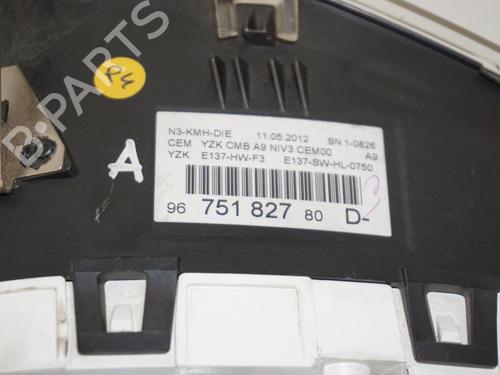 B-PARTS
R4
N3-KMH-DIE 11:05:2012 SN 1-0826
CEM YZK CMB A9 NIV3 CEM00 A9
YZK E137-HW-F3 E137-SW-HL-0750
A
96 751 827 80 D-